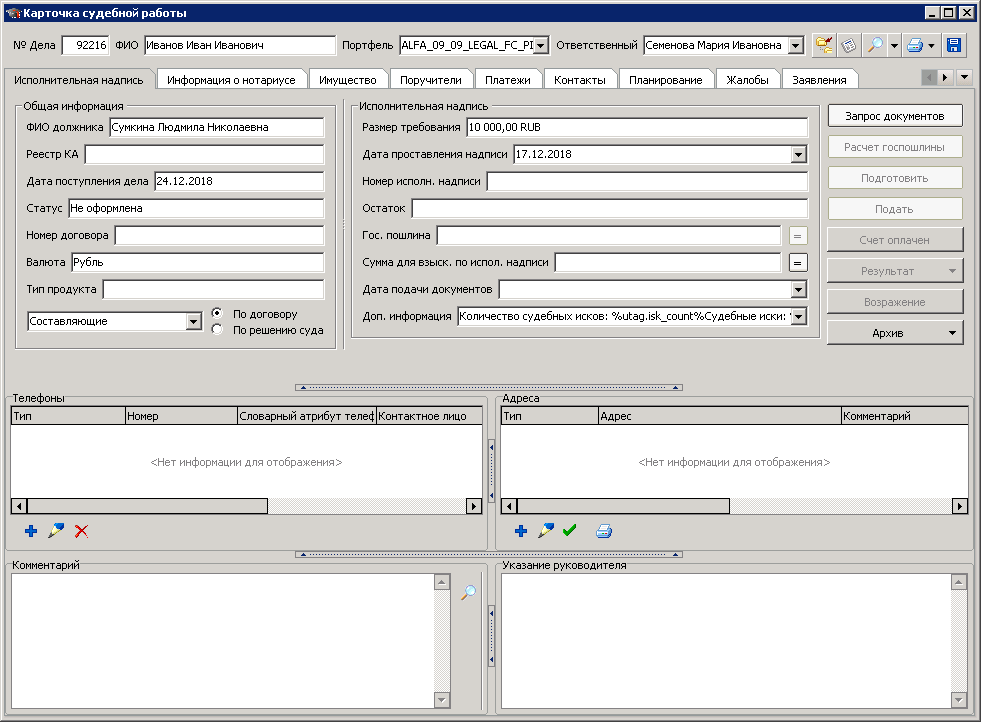 Карточка судебной работы
№ Дела 92216 ФИО Иванов Иван Иванович Портфель ALFA_09_09_LEGAL_FC_PI Ответственный Семенова Мария Ивановна
Исполнительная надпись Информация о нотариусе Имущество Поручители Платежи Контакты Планирование Жалобы Заявления
Общая информация
ФИО должника Сумкина Людмила Николаевна
Реестр КА
Дата поступления дела 24.12.2018
Статус Не оформлена
Номер договора
Валюта Рубль
Тип продукта
Составляющие
По договору
По решению суда
Исполнительная надпись
Размер требования 10 000,00 RUB
Дата проставления надписи 17.12.2018
Номер исполн. надписи
Остаток
Гос. пошлина =
Сумма для взыск. по испол. надписи =
Дата подачи документов
Доп. информация Количество судебных исков: %utag.isk_count%Судебные иски:
Запрос документов
Расчет госпошлины
Подготовить
Подать
Счет оплачен
Результат
Возражение
Архив
Телефоны
Тип Номер Словарный атрибут телеф Контактное лицо
<Нет информации для отображения>
Адреса
Тип Адрес Комментарий
<Нет информации для отображения>
Комментарий
Указание руководителя